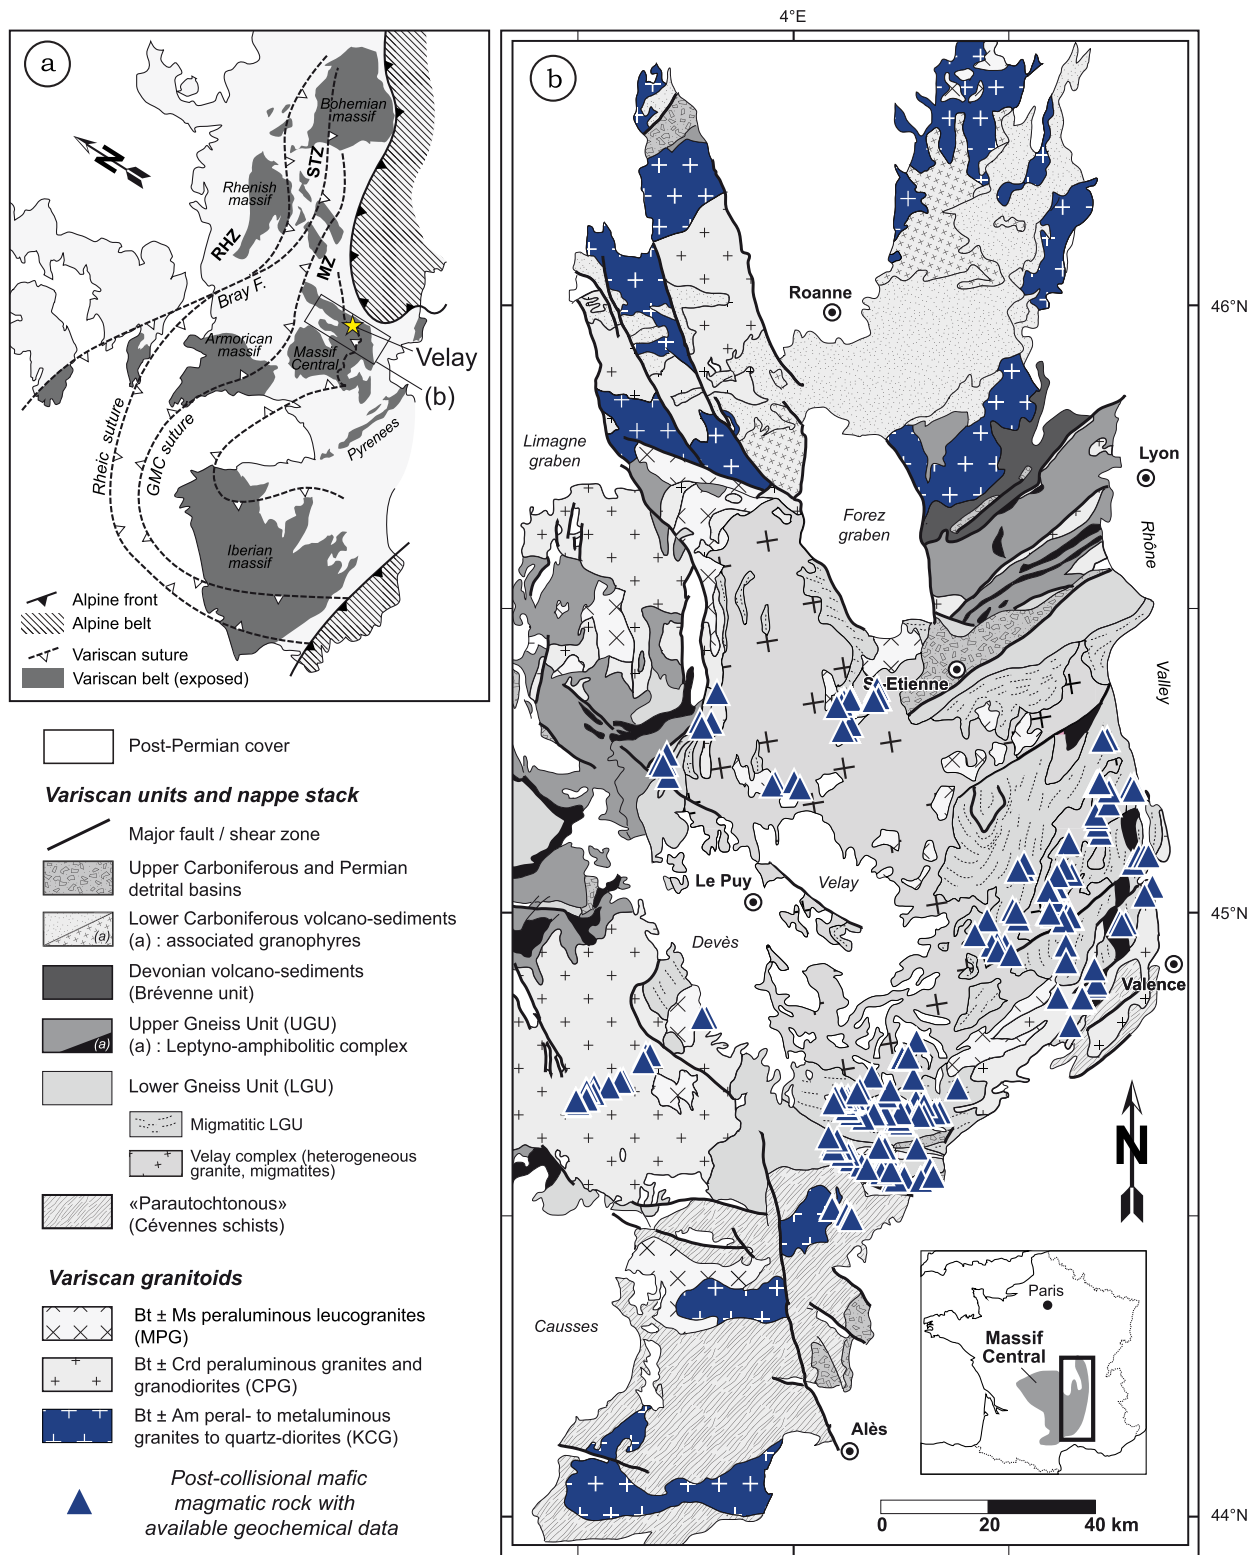 a
Bohemian
massif
STZ
N
Rhenish
massif
RHZ
MZ
Bray F.
Armorican
massif
Massif
Central
Velay
(b)
Rheic suture
GMC suture
Pyrenees
Iberian
massif
Alpine front
Alpine belt
Variscan suture
Variscan belt (exposed)
Post-Permian cover
Variscan units and nappe stack
Major fault / shear zone
Upper Carboniferous and Permian
detrital basins
(a)
Lower Carboniferous volcano-sediments
(a) : associated granophyres
Devonian volcano-sediments
(Brévenne unit)
(a)
Upper Gneiss Unit (UGU)
(a) : Leptyno-amphibolitic complex
Lower Gneiss Unit (LGU)
Migmatitic LGU
Velay complex (heterogeneous
granite, migmatites)
«Parautochtonous»
(Cévennes schists)
Variscan granitoids
Bt ± Ms peraluminous leucogranites
(MPG)
Bt ± Crd peraluminous granites and
granodiorites (CPG)
Bt ± Am peral- to metaluminous
granites to quartz-diorites (KCG)
Post-collisional mafic
magmatic rock with
available geochemical data
4°E
b
Roanne
46°N
Limagne
graben
Lyon
Forez
graben
Rhône
Valley
St-Etienne
Le Puy
Velay
Devès
45°N
Valence
N
Causses
Paris
Massif
Central
Alès
0
20
40 km
44°N